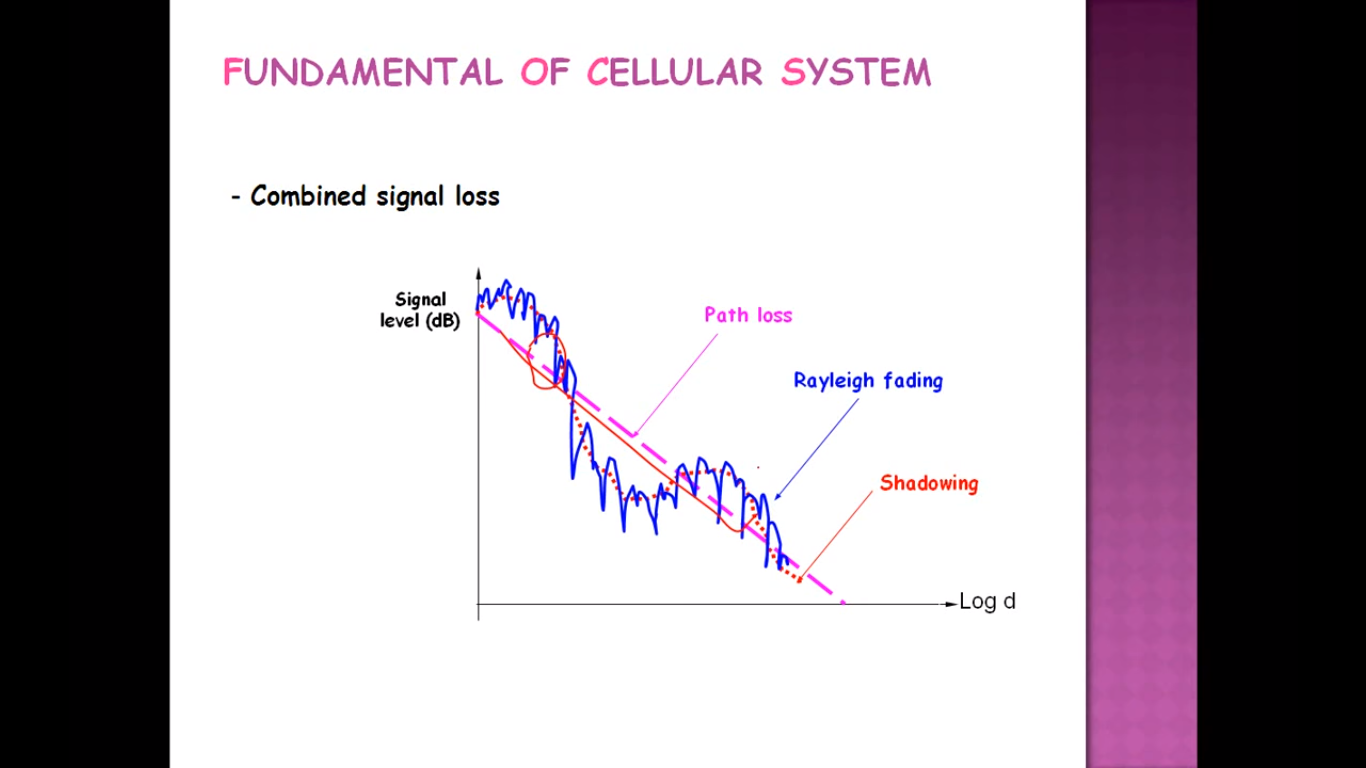 FUNDAMENTAL OF CELLULAR SYSTEM
- Combined signal loss
Signal
level (dB)
Path loss
Rayleigh fading
Shadowing
Log d